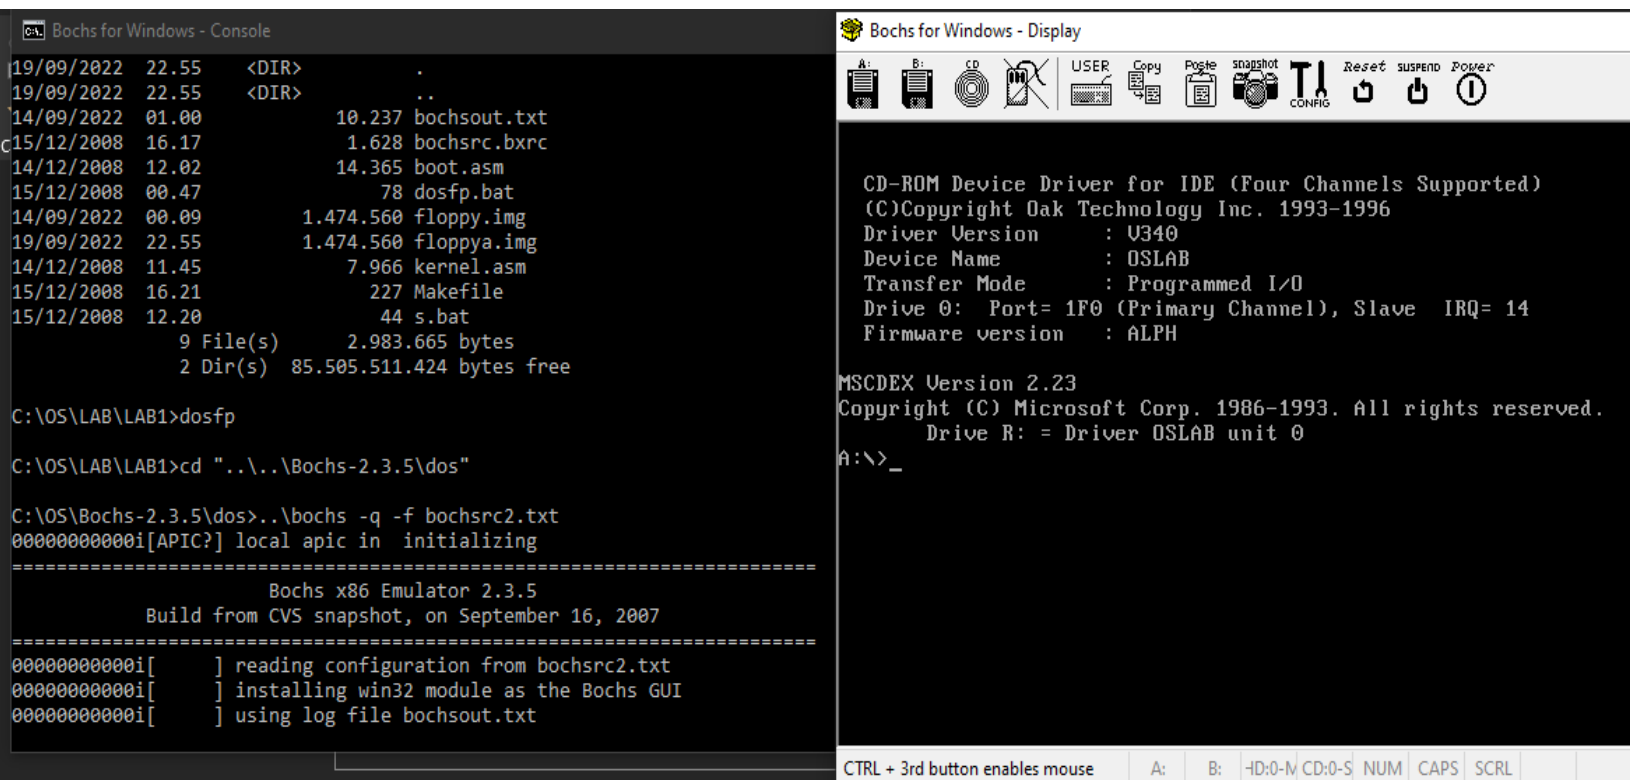 Bochs for Windows - Console
19/09/2022 22.55 <DIR> .
19/09/2022 22.55 <DIR> ..
14/09/2022 01.00 10.237 bochsout.txt
15/12/2008 16.17 1.628 bochsrc.bxrc
14/12/2008 12.02 14.365 boot.asm
15/12/2008 00.47 78 dosfp.bat
14/09/2022 00.09 1.474.560 floppy.img
19/09/2022 22.55 1.474.560 floppya.img
14/12/2008 11.45 7.966 kernel.asm
15/12/2008 16.21 227 Makefile
15/12/2008 12.20 44 s.bat
9 File(s) 2.983.665 bytes
2 Dir(s) 85.505.511.424 bytes free
C:\OS\LAB\LAB1>dosfp
C:\OS\LAB\LAB1>cd "..\..\Bochs-2.3.5\dos"
C:\OS\Bochs-2.3.5\dos>..\bochs -q -f bochsrc2.txt
00000000000i[APIC?] local apic in initializing
========================================================================
Bochs x86 Emulator 2.3.5
Build from CVS snapshot, on September 16, 2007
========================================================================
00000000000i[ ] reading configuration from bochsrc2.txt
00000000000i[ ] installing win32 module as the Bochs GUI
00000000000i[ ] using log file bochsout.txt
Bochs for Windows - Display
A: B: CD USER Copy Paste snapshot CONFIG Reset SUSPEND Power
CD-ROM Device Driver for IDE (Four Channels Supported)
(C)Copyright Oak Technology Inc. 1993-1996
Driver Version : V340
Device Name : OSLAB
Transfer Mode : Programmed I/O
Drive 0: Port= 1F0 (Primary Channel), Slave IRQ= 14
Firmware version : ALPH
MSCDEX Version 2.23
Copyright (C) Microsoft Corp. 1986-1993. All rights reserved.
Drive R: = Driver OSLAB unit 0
A:\>_
CTRL + 3rd button enables mouse A: B: HD:0-M CD:0-S NUM CAPS SCRL